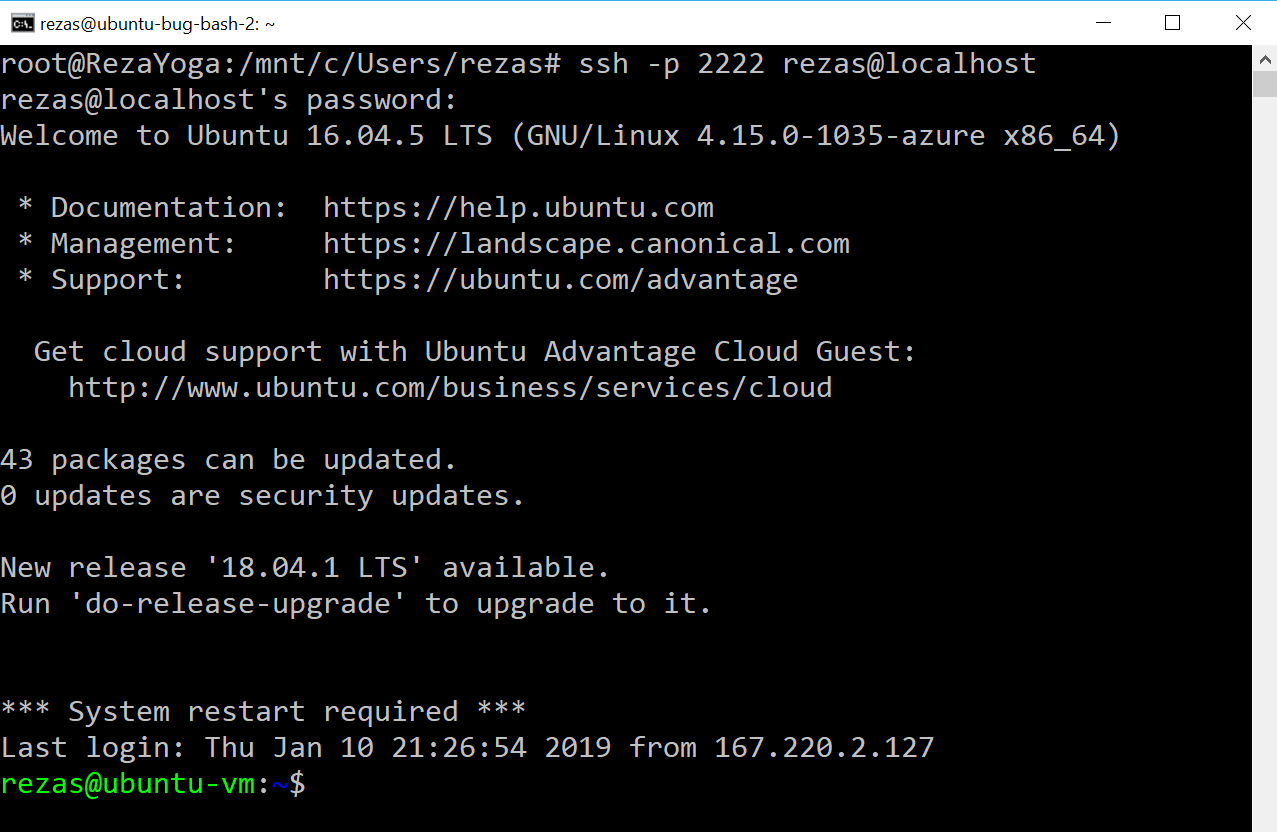 rezas@ubuntu-bug-bash-2: ~
root@RezaYoga:/mnt/c/Users/rezas# ssh -p 2222 rezas@localhost
rezas@localhost's password:
Welcome to Ubuntu 16.04.5 LTS (GNU/Linux 4.15.0-1035-azure x86_64)
* Documentation:  https://help.ubuntu.com
* Management:     https://landscape.canonical.com
* Support:        https://ubuntu.com/advantage
Get cloud support with Ubuntu Advantage Cloud Guest:
http://www.ubuntu.com/business/services/cloud
43 packages can be updated.
0 updates are security updates.
New release '18.04.1 LTS' available.
Run 'do-release-upgrade' to upgrade to it.
*** System restart required ***
Last login: Thu Jan 10 21:26:54 2019 from 167.220.2.127
rezas@ubuntu-vm:~$